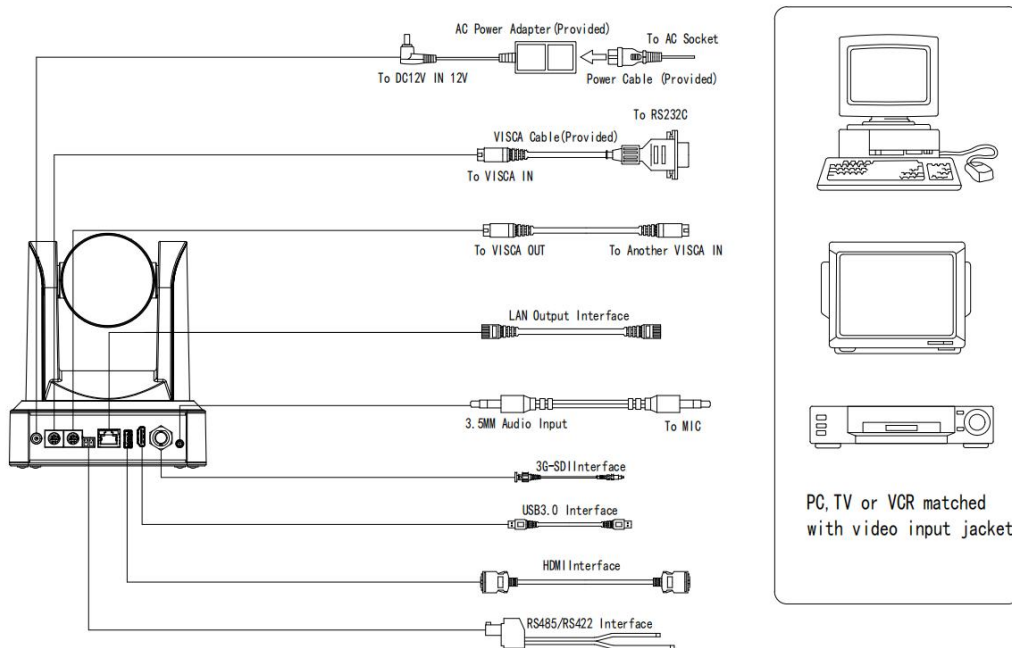 AC Power Adapter(Provided)
To AC Socket
To DC12V IN 12V
Power Cable (Provided)
To RS232C
VISCA Cable(Provided)
To VISCA IN
To VISCA OUT
To Another VISCA IN
LAN Output Interface
3.5MM Audio Input
To MIC
3G-SDIInterface
USB3.0 Interface
HDMIInterface
RS485/RS422 Interface
PC, TV or VCR matched
with video input jacket